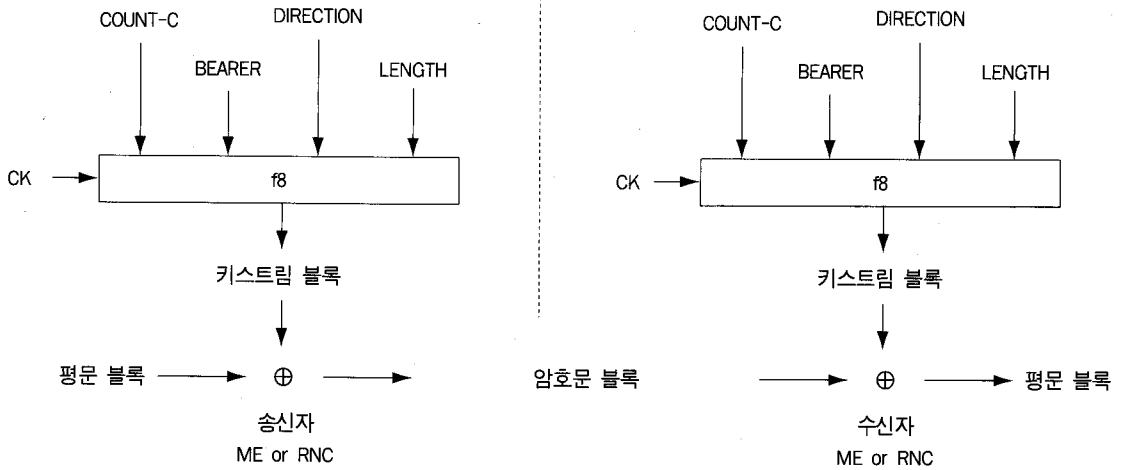 COUNT-C
DIRECTION
BEARER
LENGTH
CK
f8
키스트림 블록
평문 블록
⊕
송신자
ME or RNC
COUNT-C
DIRECTION
BEARER
LENGTH
CK
f8
키스트림 블록
암호문 블록
⊕
평문 블록
수신자
ME or RNC